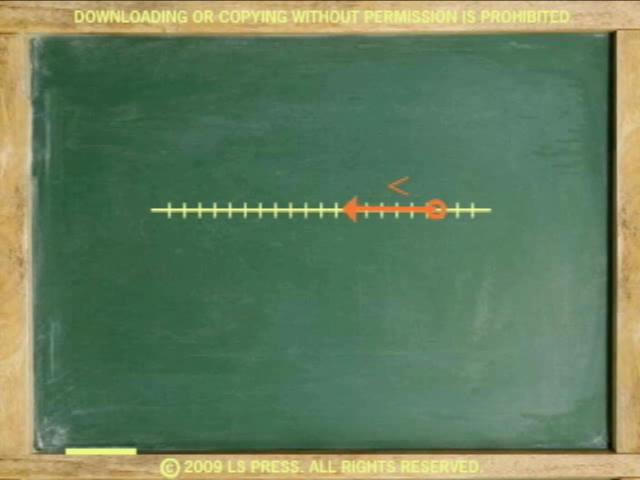 DOWNLOADING OR COPYING WITHOUT PERMISSION IS PROHIBITED.
<
© 2009 LS PRESS. ALL RIGHTS RESERVED.